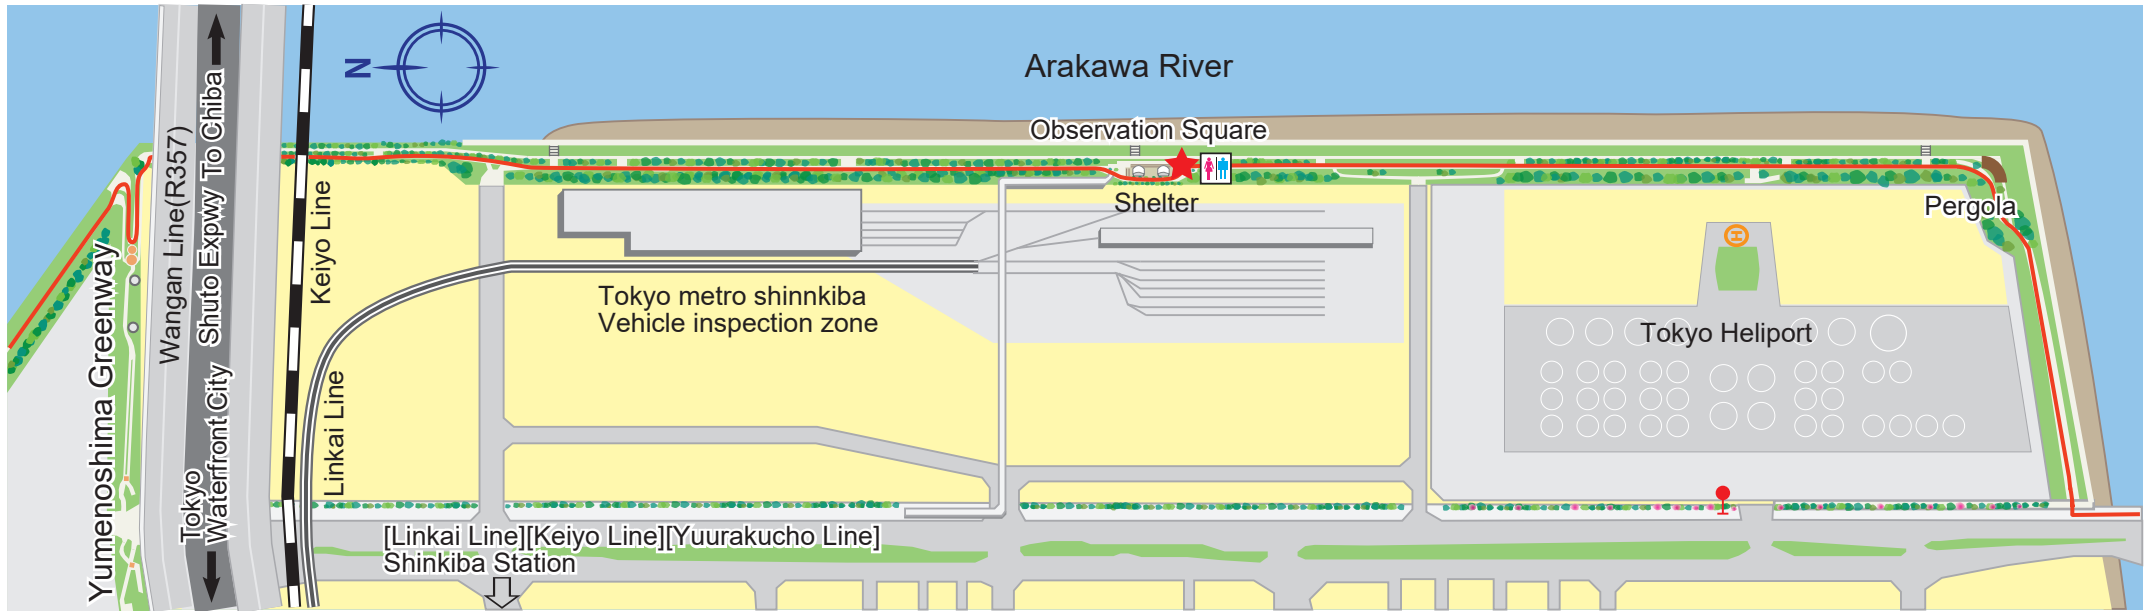 N
Arakawa River
Observation Square
Shelter
Pergola
Wangan Line(R357)
Shuto Expwy To Chiba
Tokyo
Waterfront City
Keiyo Line
Linkai Line
Yumenoshima Greenway
Tokyo metro shinnkiba
Vehicle inspection zone
H
Tokyo Heliport
[Linkai Line][Keiyo Line][Yuurakucho Line]
Shinkiba Station